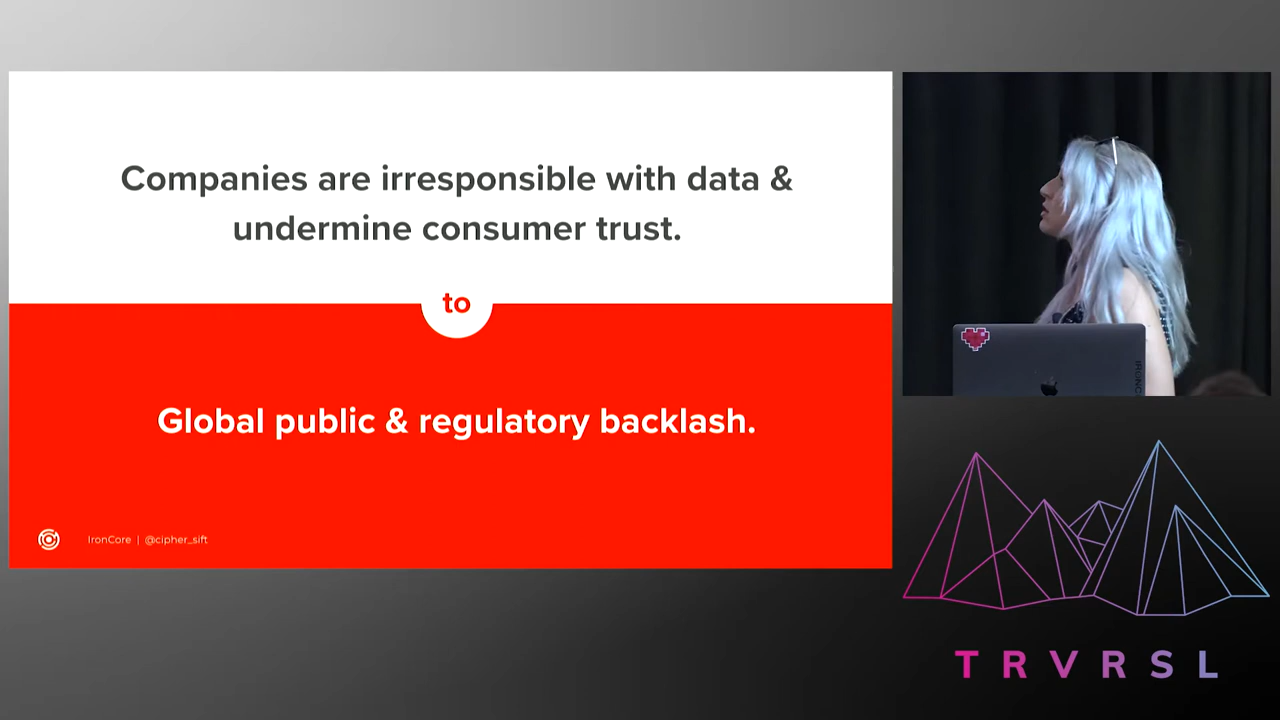 Companies are irresponsible with data &
undermine consumer trust.
to
Global public & regulatory backlash.
IronCore | @cipher_sift
TRVRSL